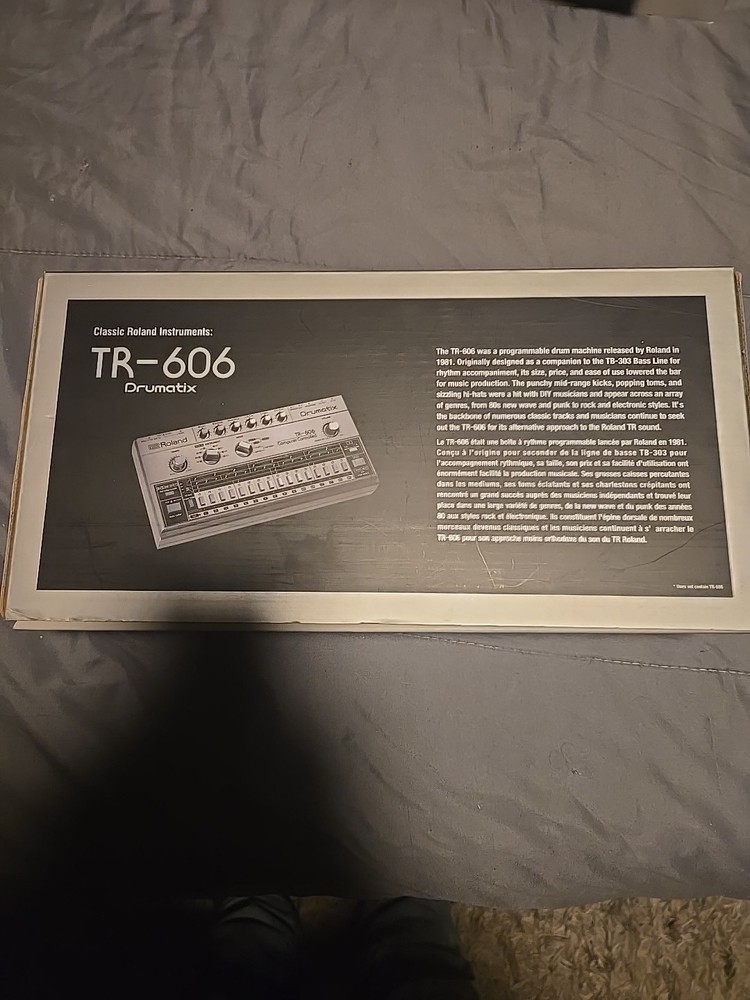 Classic Roland Instruments:
TR-606
Drumatix
Roland
Drumatix
TR-606
Computer Controlled
The TR-606 was a programmable drum machine released by Roland in
1981. Originally designed as a companion to the TB-303 Bass Line for
rhythm accompaniment, its size, price, and ease of use lowered the bar
for music production. The punchy mid-range kicks, popping toms, and
sizzling hi-hats were a hit with DIY musicians and appear across an array
of genres, from 80s new wave and punk to rock and electronic styles. It's
the backbone of numerous classic tracks and musicians continue to seek
out the TR-606 for its alternative approach to the Roland TR sound.
Le TR-606 était une boîte à rythme programmable lancée par Roland en 1981.
Conçu à l'origine pour seconder de la ligne de basse TB-303 pour
l'accompagnement rythmique, sa taille, son prix et sa facilité d'utilisation ont
énormément facilité la production musicale. Ses grosses caisses percutantes
dans les mediums, ses toms éclatants et ses charlestons crépitants ont
rencontré un grand succès auprès des musiciens indépendants et trouvé leur
place dans une large variété de genres, de la new wave et du punk des années
80 aux styles rock et électronique. Ils constituent l'épine dorsale de nombreux
morceaux devenus classiques et les musiciens continuent à s' arracher le
TR-606 pour son approche moins orthodoxe du son du TR Roland.
* Does not contain TR-606